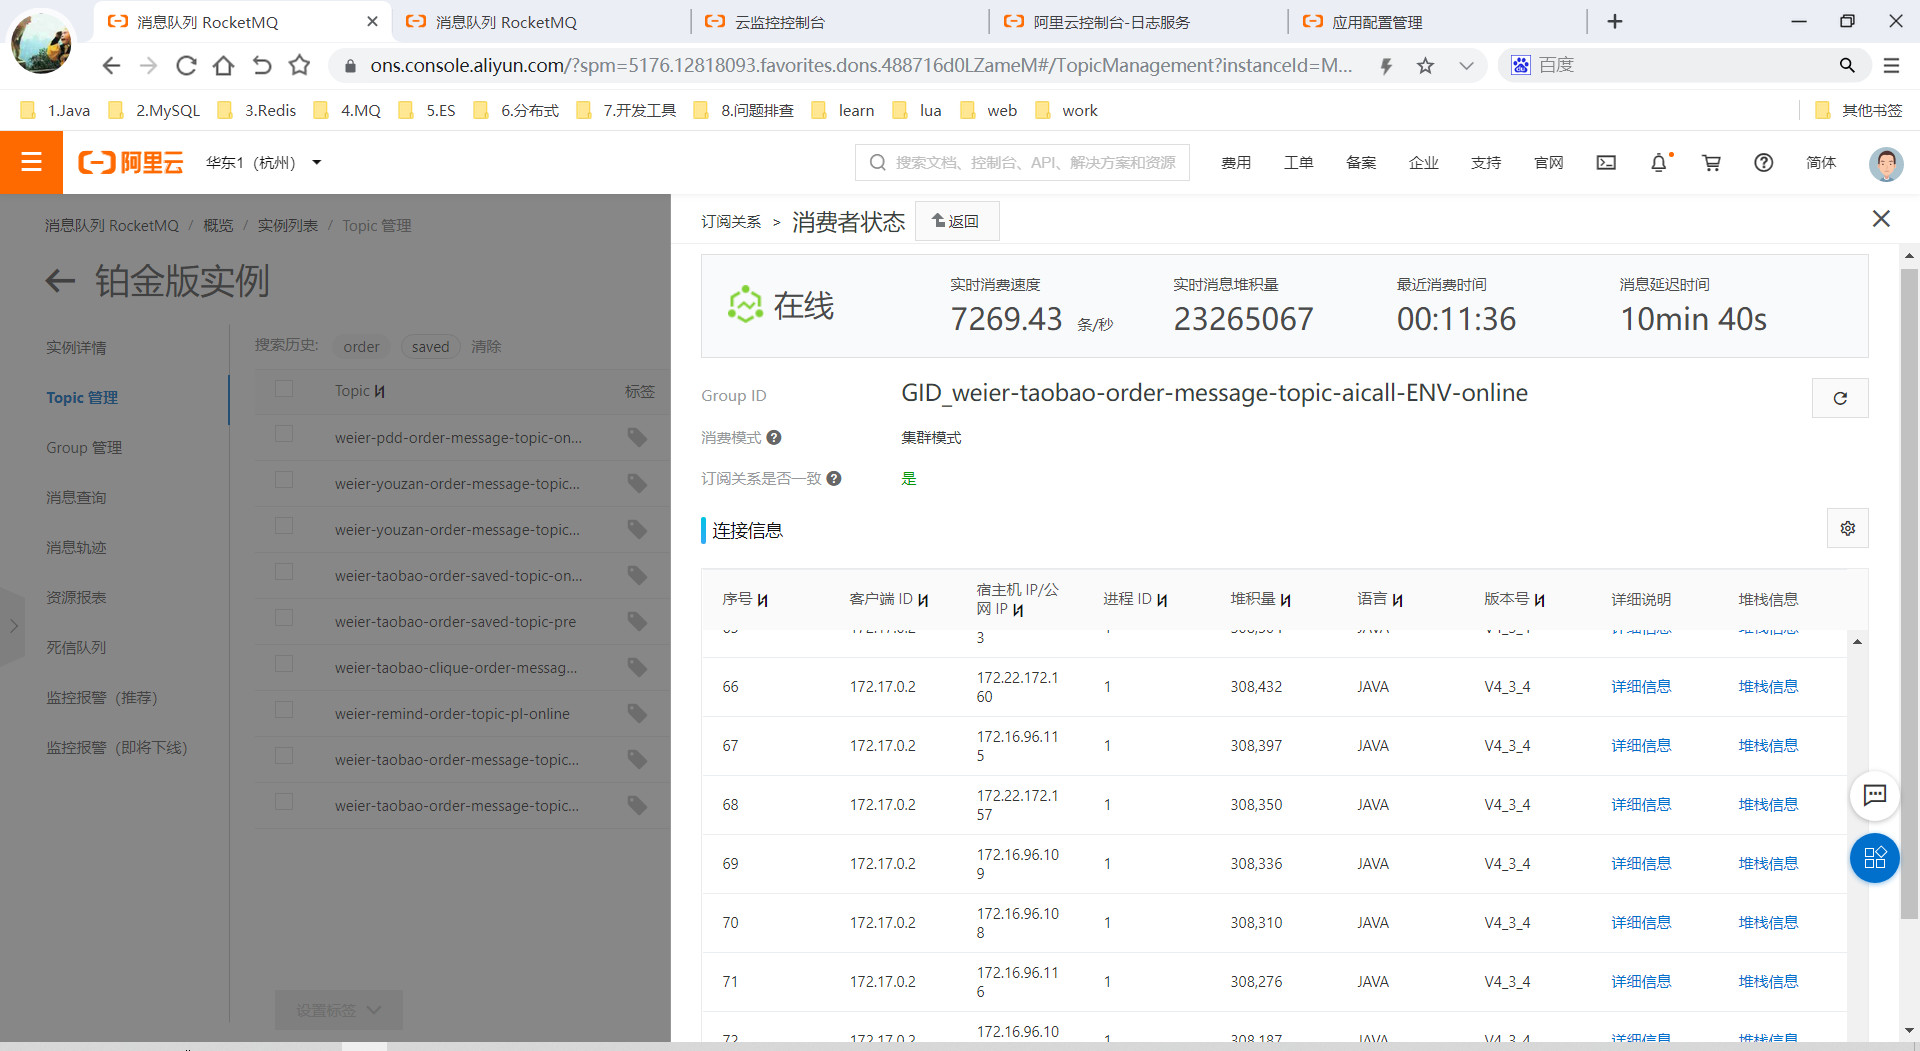 消息队列 RocketMQ
消息队列 RocketMQ
云监控控制台
阿里云控制台-日志服务
应用配置管理
ons.console.aliyun.com/?spm=5176.12818093.favorites.dons.488716d0LZameM#/TopicManagement?instanceId=M...
百度
1.Java 2.MySQL 3.Redis 4.MQ 5.ES 6.分布式 7.开发工具 8.问题排查 learn lua web work 其他书签
阿里云 华东1（杭州） 搜索文档、控制台、API、解决方案和资源 费用 工单 备案 企业 支持 官网 简体
消息队列 RocketMQ / 概览 / 实例列表 / Topic 管理
铂金版实例
实例详情
Topic 管理
Group 管理
消息查询
消息轨迹
资源报表
死信队列
监控报警（推荐）
监控报警（即将下线）
搜索历史: order saved 清除
Topic 标签
weier-pdd-order-message-topic-on...
weier-youzan-order-message-topic...
weier-youzan-order-message-topic...
weier-taobao-order-saved-topic-on...
weier-taobao-order-saved-topic-pre
weier-taobao-clique-order-messag...
weier-remind-order-topic-pl-online
weier-taobao-order-message-topic...
weier-taobao-order-message-topic...
设置标签
订阅关系 > 消费者状态 返回
在线
实时消费速度 实时消息堆积量 最近消费时间 消息延迟时间
7269.43 条/秒 23265067 00:11:36 10min 40s
Group ID GID_weier-taobao-order-message-topic-aicall-ENV-online
消费模式 集群模式
订阅关系是否一致 是
连接信息
序号 客户端 ID 宿主机 IP/公网 IP 进程 ID 堆积量 语言 版本号 详细说明 堆栈信息
3
66 172.17.0.2 172.22.172.160 1 308,432 JAVA V4_3_4 详细信息 堆栈信息
67 172.17.0.2 172.16.96.115 1 308,397 JAVA V4_3_4 详细信息 堆栈信息
68 172.17.0.2 172.22.172.157 1 308,350 JAVA V4_3_4 详细信息 堆栈信息
69 172.17.0.2 172.16.96.109 1 308,336 JAVA V4_3_4 详细信息 堆栈信息
70 172.17.0.2 172.16.96.108 1 308,310 JAVA V4_3_4 详细信息 堆栈信息
71 172.17.0.2 172.16.96.116 1 308,276 JAVA V4_3_4 详细信息 堆栈信息
72 172.17.0.2 172.16.96.10 1 308,187 JAVA V4_3_4 详细信息 堆栈信息